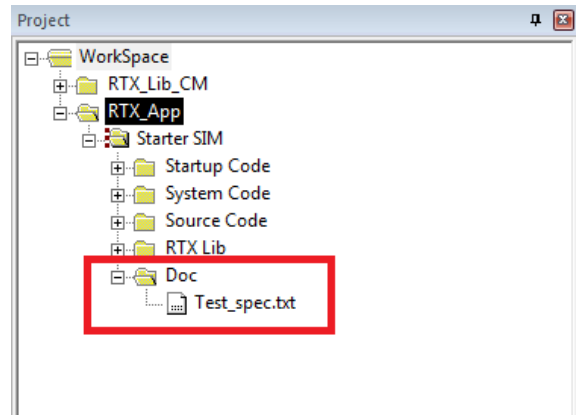 Project
WorkSpace
RTX_Lib_CM
RTX_App
Starter SIM
Startup Code
System Code
Source Code
RTX Lib
Doc
Test_spec.txt